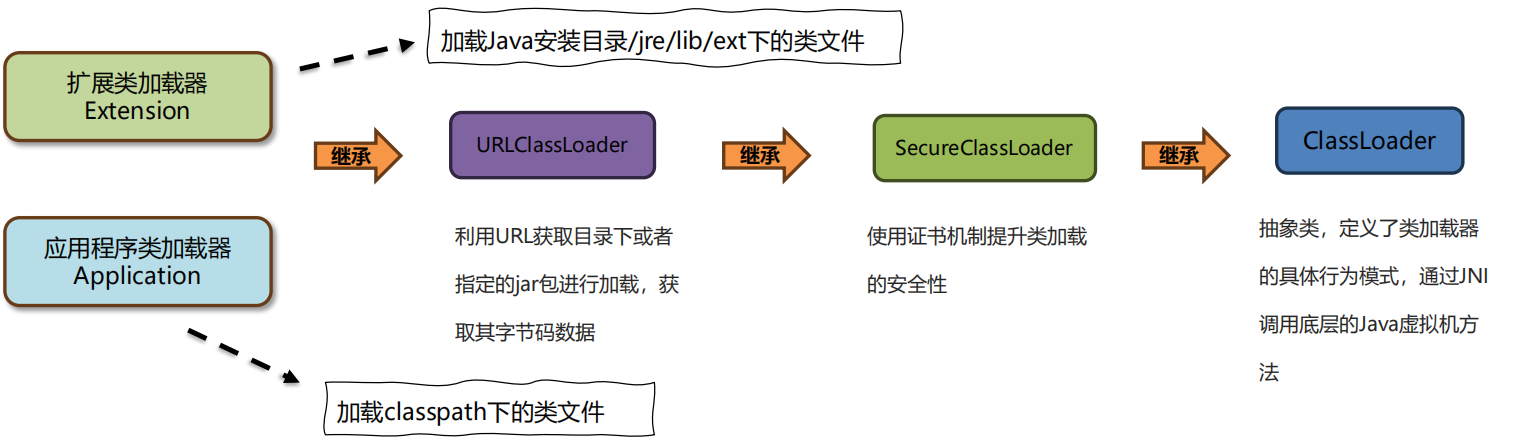 加载Java安装目录/jre/lib/ext下的类文件
扩展类加载器
Extension
继承
URLClassLoader
继承
SecureClassLoader
继承
ClassLoader
应用程序类加载器
Application
利用URL获取目录下或者
指定的jar包进行加载，获
取其字节码数据
使用证书机制提升类加载
的安全性
抽象类，定义了类加载器
的具体行为模式，通过JNI
调用底层的Java虚拟机方
法
加载classpath下的类文件